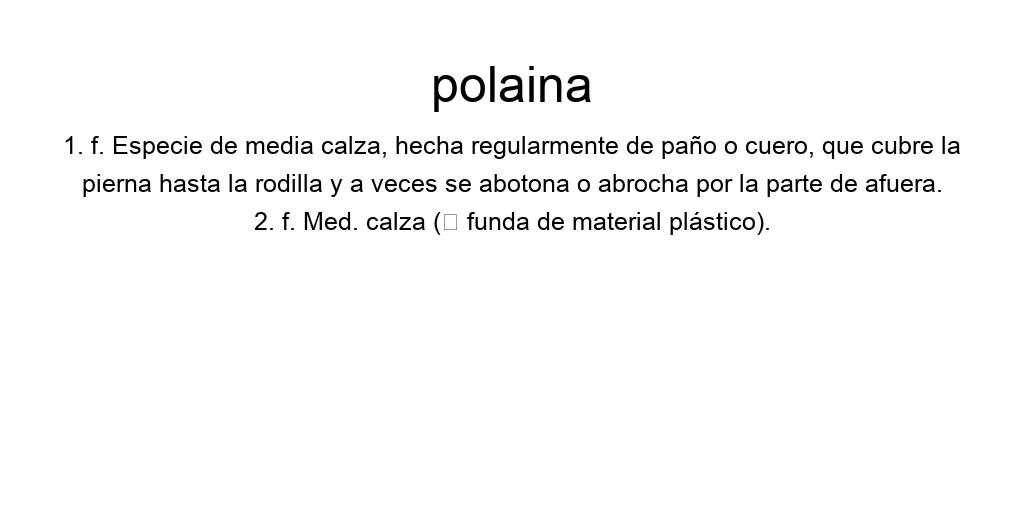 polaina
1. f. Especie de media calza, hecha regularmente de paño o cuero, que cubre la
pierna hasta la rodilla y a veces se abotona o abrocha por la parte de afuera.
2. f. Med. calza (□ funda de material plástico).